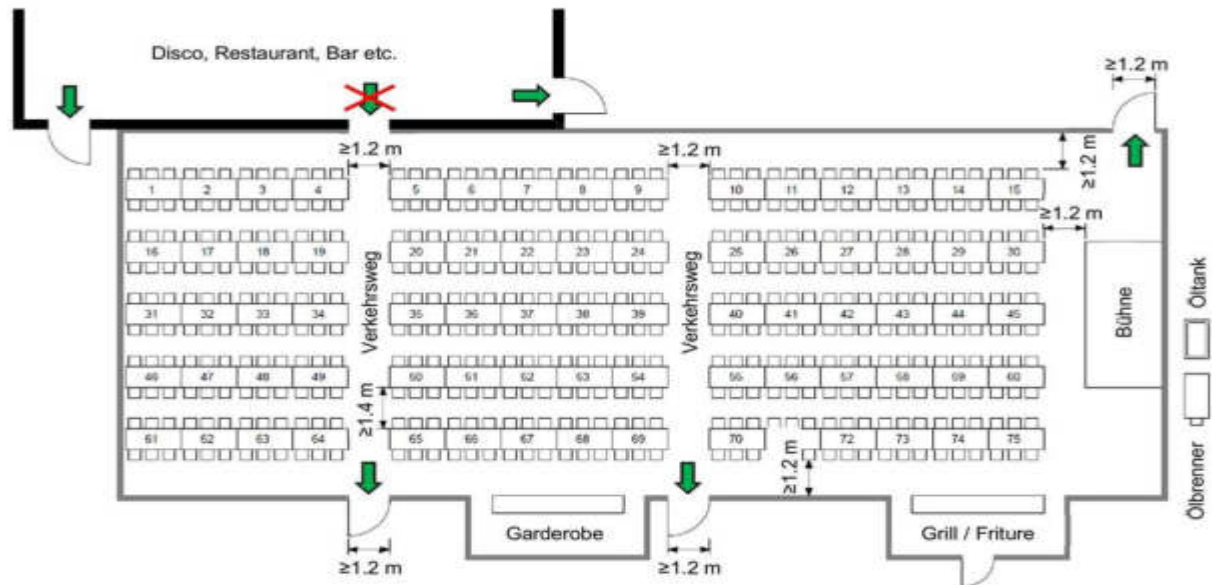 Disco, Restaurant, Bar etc.
≥1.2 m
≥1.2 m
≥1.2 m
≥1.2 m
1 2 3 4 5 6 7 8 9 10 11 12 13 14 15
≥1.2 m
16 17 18 19 20 21 22 23 24 25 26 27 28 29 30
Verkehrsweg
Verkehrsweg
Bühne
Öltank
Ölbrenner
31 32 33 34 35 36 37 38 39 40 41 42 43 44 45
46 47 48 49 50 51 52 53 54 55 56 57 58 59 60
≥1.4 m
61 62 63 64 65 66 67 68 69 70 72 73 74 75
≥1.2 m
Garderobe
Grill / Friture
≥1.2 m
≥1.2 m